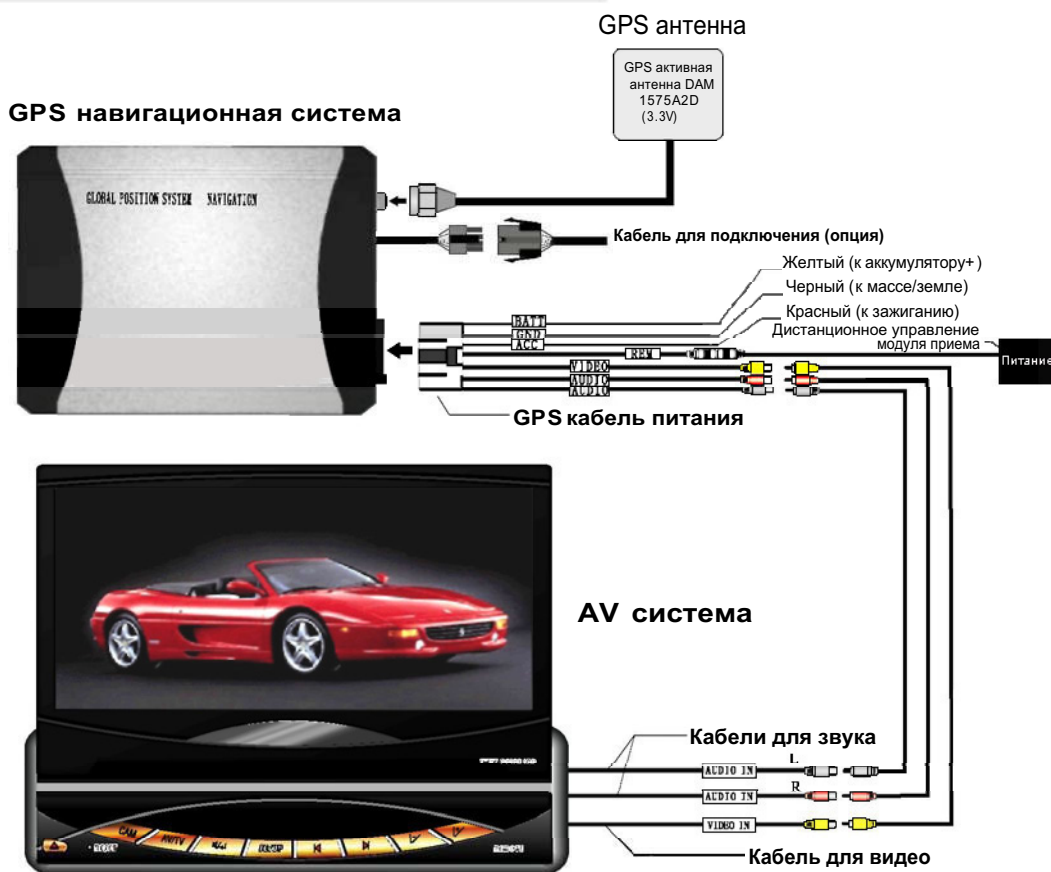 GPS антенна
GPS активная
антенна DAM
1575A2D
(3.3V)
GPS навигационная система
GLOBAL POSITION SYSTEM NAVIGATION
Кабель для подключения (опция)
Желтый (к аккумулятору+)
Черный (к массе/земле)
Красный (к зажиганию)
Дистанционное управление
модуля приема
Питание
BATT
GND
ACC
REM
VIDEO
AUDIO
AUDIO
GPS кабель питания
AV система
Кабели для звука
L
AUDIO IN
R
AUDIO IN
VIDEO IN
Кабель для видео
CAM